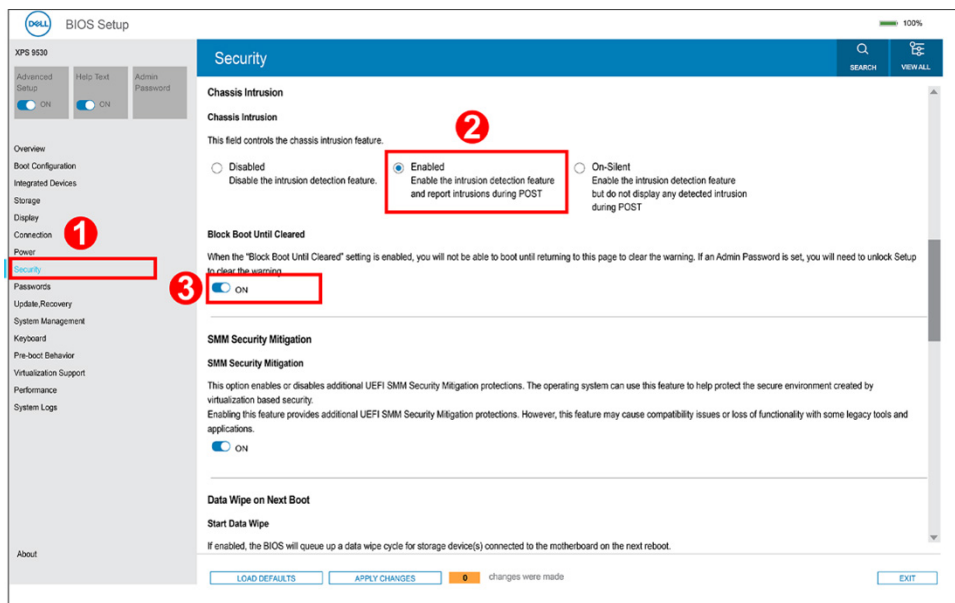 DELL
BIOS Setup
100%
XPS 9530
Advanced
Setup
ON
Help Text
ON
Admin
Password
Overview
Boot Configuration
Integrated Devices
Storage
Display
Connection
1
Power
Security
Passwords
Update,Recovery
System Management
Keyboard
Pre-boot Behavior
Virtualization Support
Performance
System Logs
About
Security
SEARCH
VIEW ALL
Chassis Intrusion
Chassis Intrusion
2
This field controls the chassis intrusion feature.
Disabled
Disable the intrusion detection feature.
Enabled
Enable the intrusion detection feature
and report intrusions during POST
On-Silent
Enable the intrusion detection feature
but do not display any detected intrusion
during POST
Block Boot Until Cleared
When the "Block Boot Until Cleared" setting is enabled, you will not be able to boot until returning to this page to clear the warning. If an Admin Password is set, you will need to unlock Setup
to clear the warning.
3
ON
SMM Security Mitigation
SMM Security Mitigation
This option enables or disables additional UEFI SMM Security Mitigation protections. The operating system can use this feature to help protect the secure environment created by
virtualization based security.
Enabling this feature provides additional UEFI SMM Security Mitigation protections. However, this feature may cause compatibility issues or loss of functionality with some legacy tools and
applications.
ON
Data Wipe on Next Boot
Start Data Wipe
If enabled, the BIOS will queue up a data wipe cycle for storage device(s) connected to the motherboard on the next reboot.
LOAD DEFAULTS
APPLY CHANGES
0
changes were made
EXIT